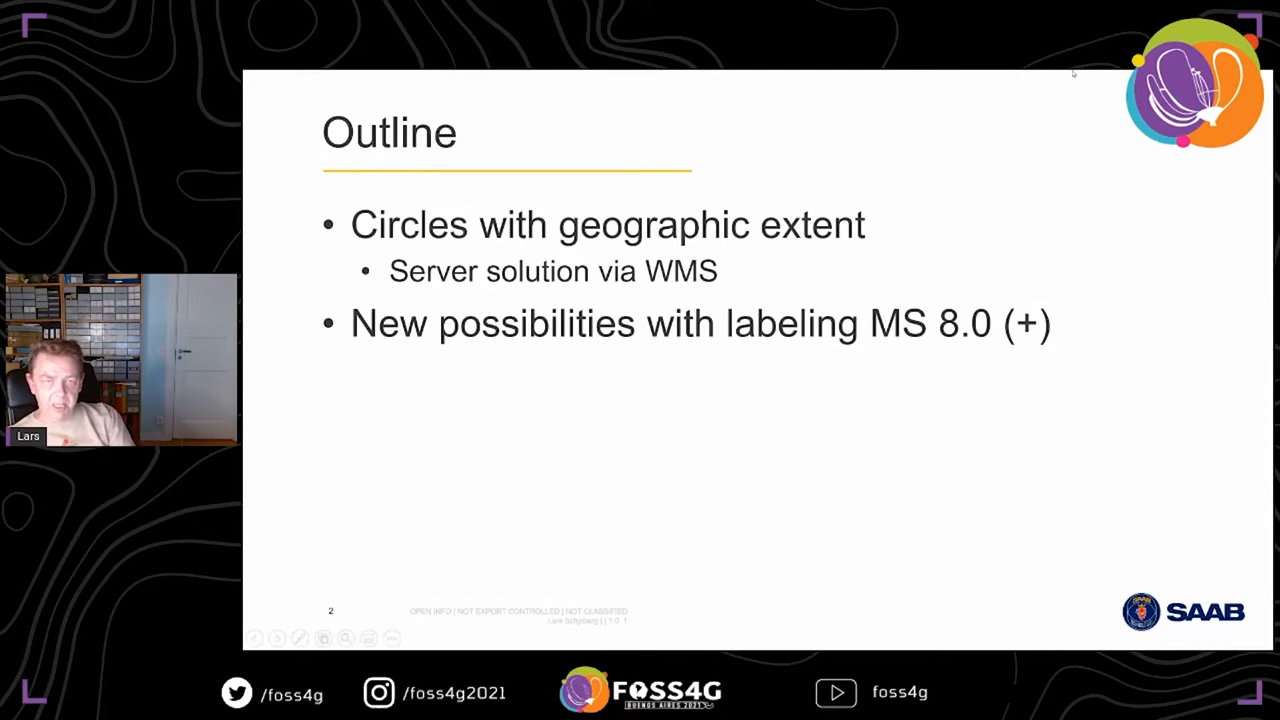 Outline
• Circles with geographic extent
• Server solution via WMS
• New possibilities with labeling MS 8.0 (+)
Lars
2
OPEN INFO | NOT EXPORT CONTROLLED | NOT CLASSIFIED
SAAB
/foss4g
/foss4g2021
FOSS4G
BUENOS AIRES 2021
foss4g